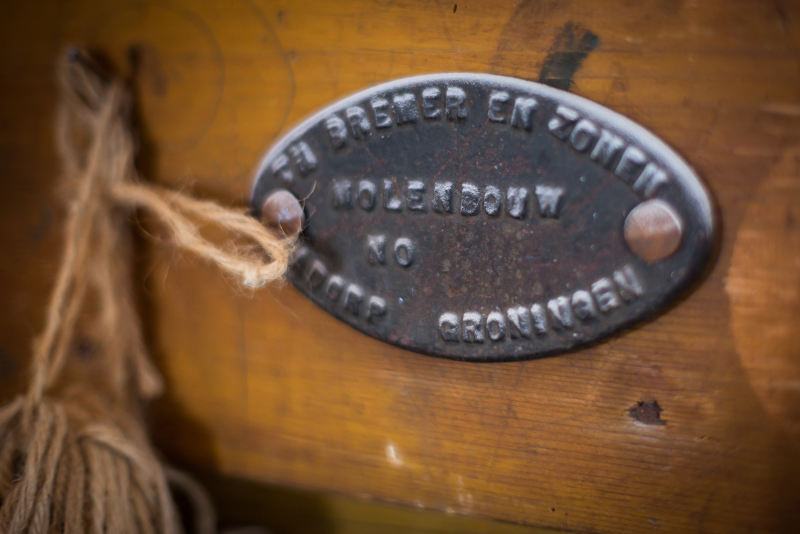 TH BREMER EN ZONEN
MOLENBOUW
NO
GRONINGEN